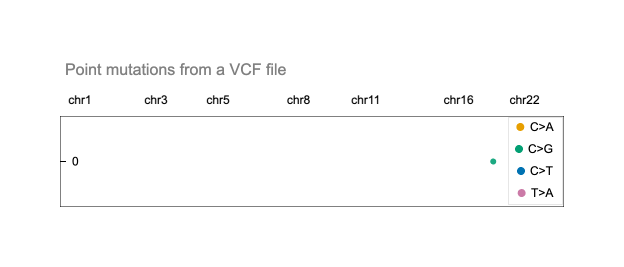 Point mutations from a VCF file
chr1 chr3 chr5 chr8 chr11 chr16 chr22
C>A
C>G
0
C>T
T>A